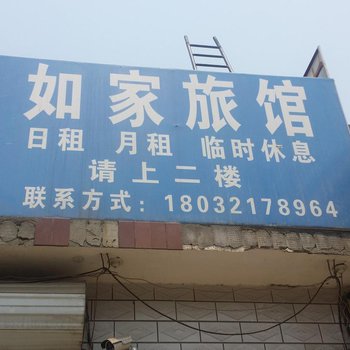 如家旅馆
日租 月租 临时休息
请上二楼
联系方式：18032178964